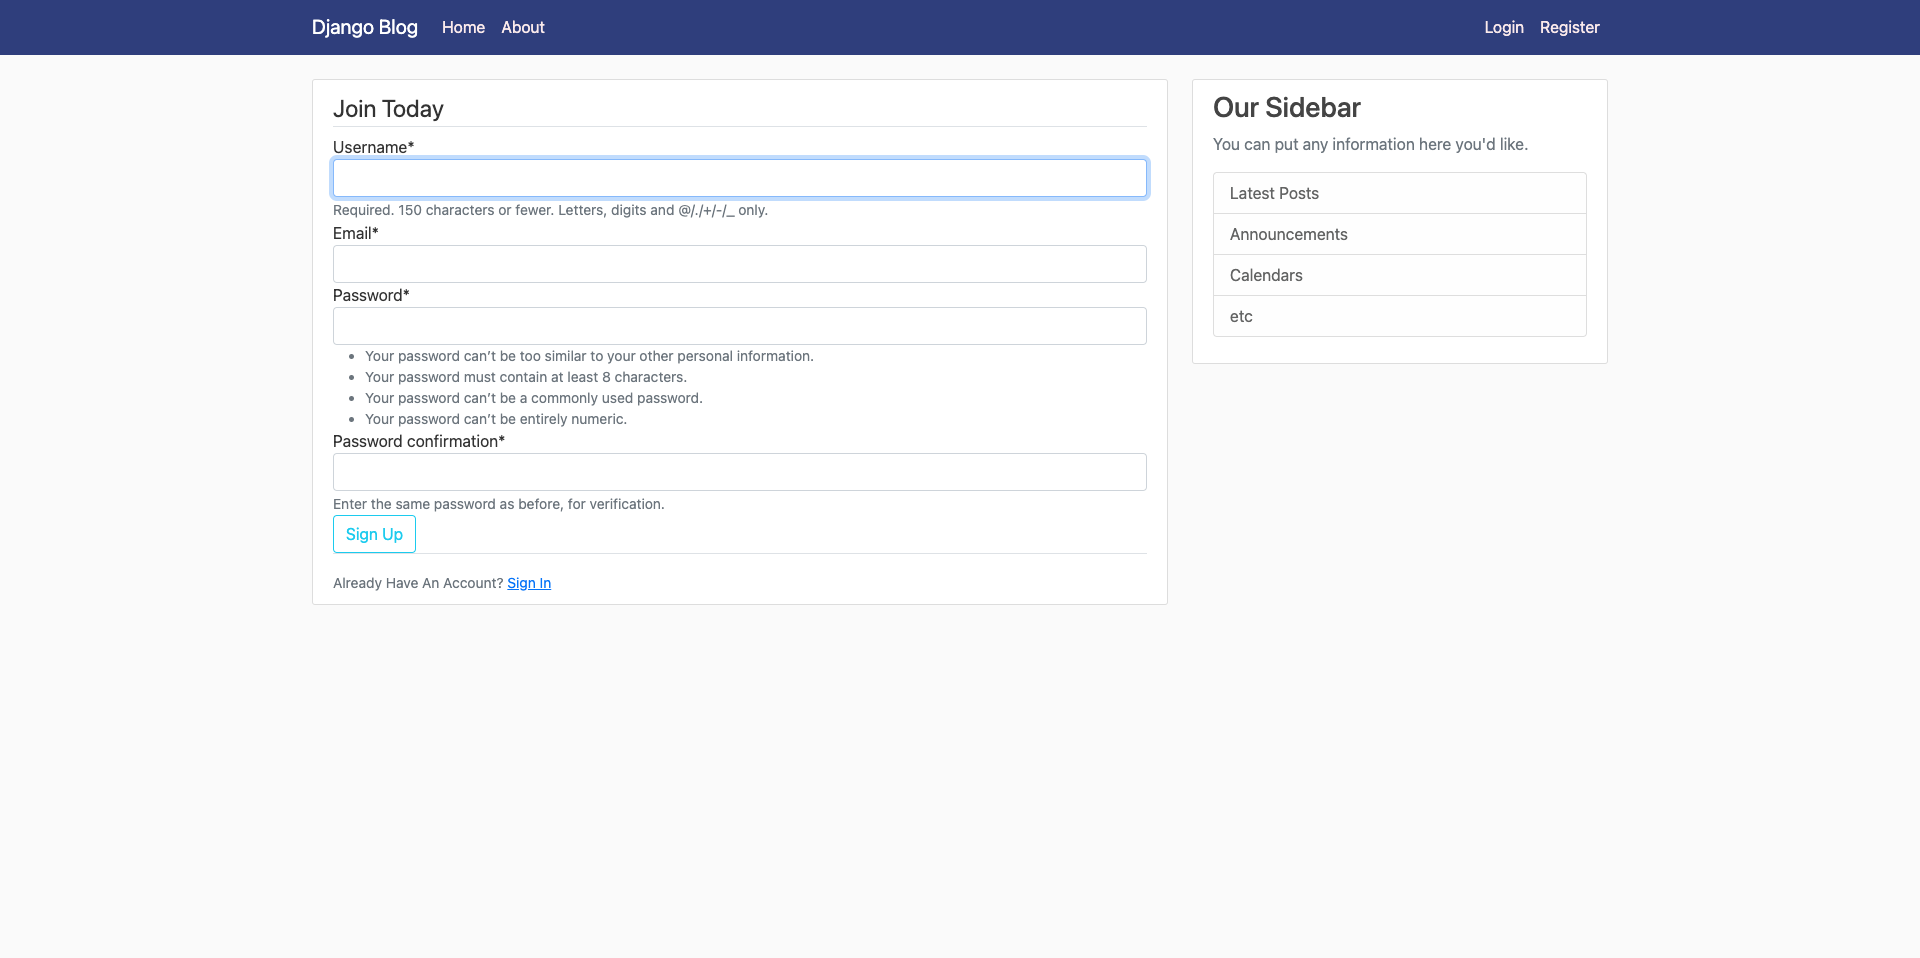 Django Blog Home About Login Register
Join Today
Username*
Required. 150 characters or fewer. Letters, digits and @/./+/-/_ only.
Email*
Password*
Your password can’t be too similar to your other personal information.
Your password must contain at least 8 characters.
Your password can’t be a commonly used password.
Your password can’t be entirely numeric.
Password confirmation*
Enter the same password as before, for verification.
Sign Up
Already Have An Account? Sign In
Our Sidebar
You can put any information here you'd like.
Latest Posts
Announcements
Calendars
etc